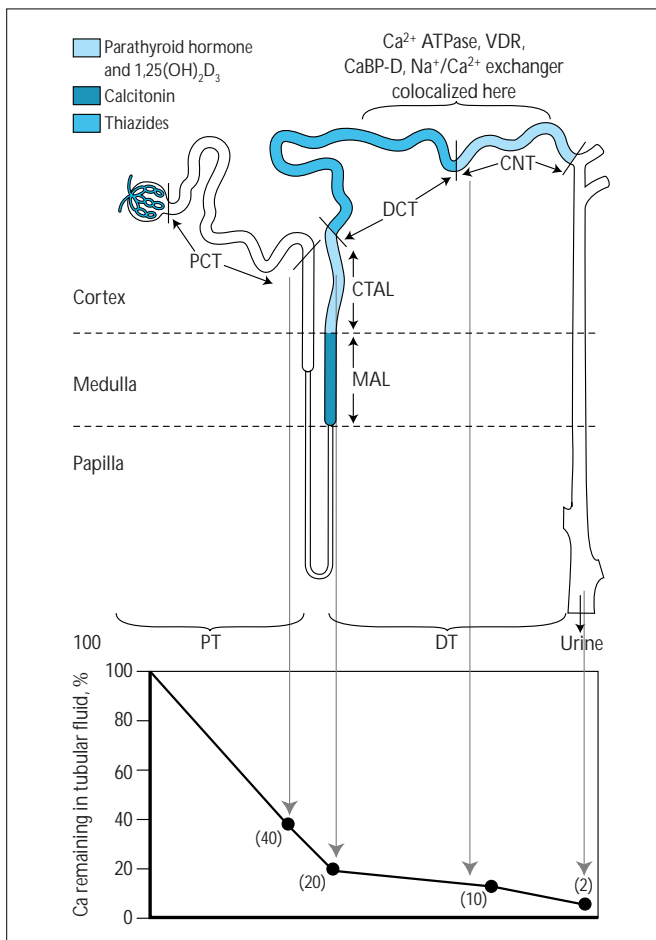 Parathyroid hormone
and 1,25(OH)₂D₃
Calcitonin
Thiazides
Ca²⁺ ATPase, VDR,
CaBP-D, Na⁺/Ca²⁺ exchanger
colocalized here
CNT
DCT
PCT
CTAL
Cortex
MAL
Medulla
Papilla
100
PT
DT
Urine
Ca remaining in tubular fluid, %
100
80
60
40
20
0
(40)
(20)
(10)
(2)